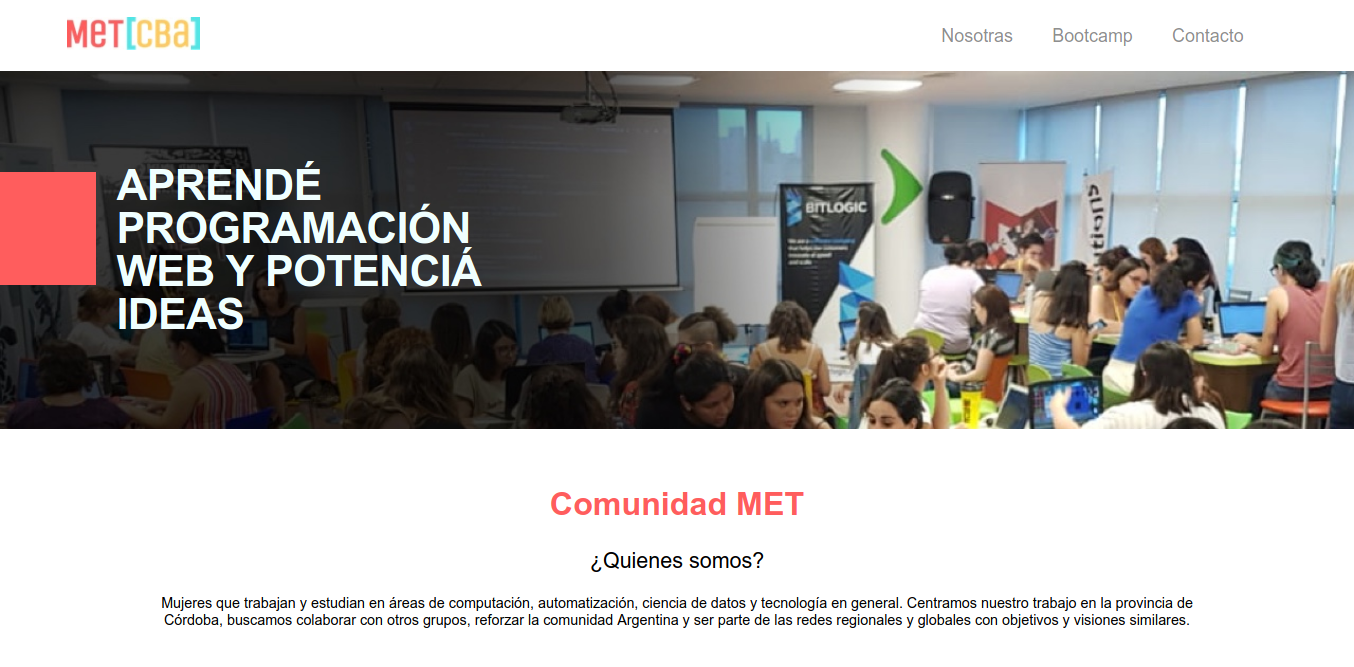 MET[CBA]
Nosotras
Bootcamp
Contacto
APRENDÉ
PROGRAMACIÓN
WEB Y POTENCIÁ
IDEAS
BITLOGIC
Comunidad MET
¿Quienes somos?
Mujeres que trabajan y estudian en áreas de computación, automatización, ciencia de datos y tecnología en general. Centramos nuestro trabajo en la provincia de
Córdoba, buscamos colaborar con otros grupos, reforzar la comunidad Argentina y ser parte de las redes regionales y globales con objetivos y visiones similares.